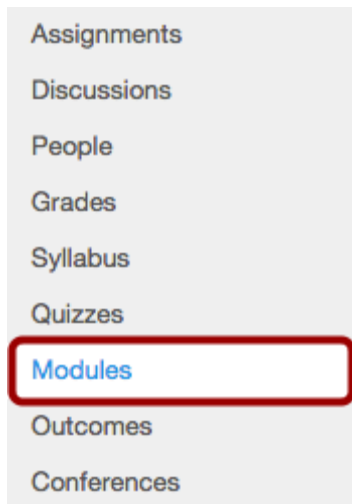 Assignments
Discussions
People
Grades
Syllabus
Quizzes
Modules
Outcomes
Conferences